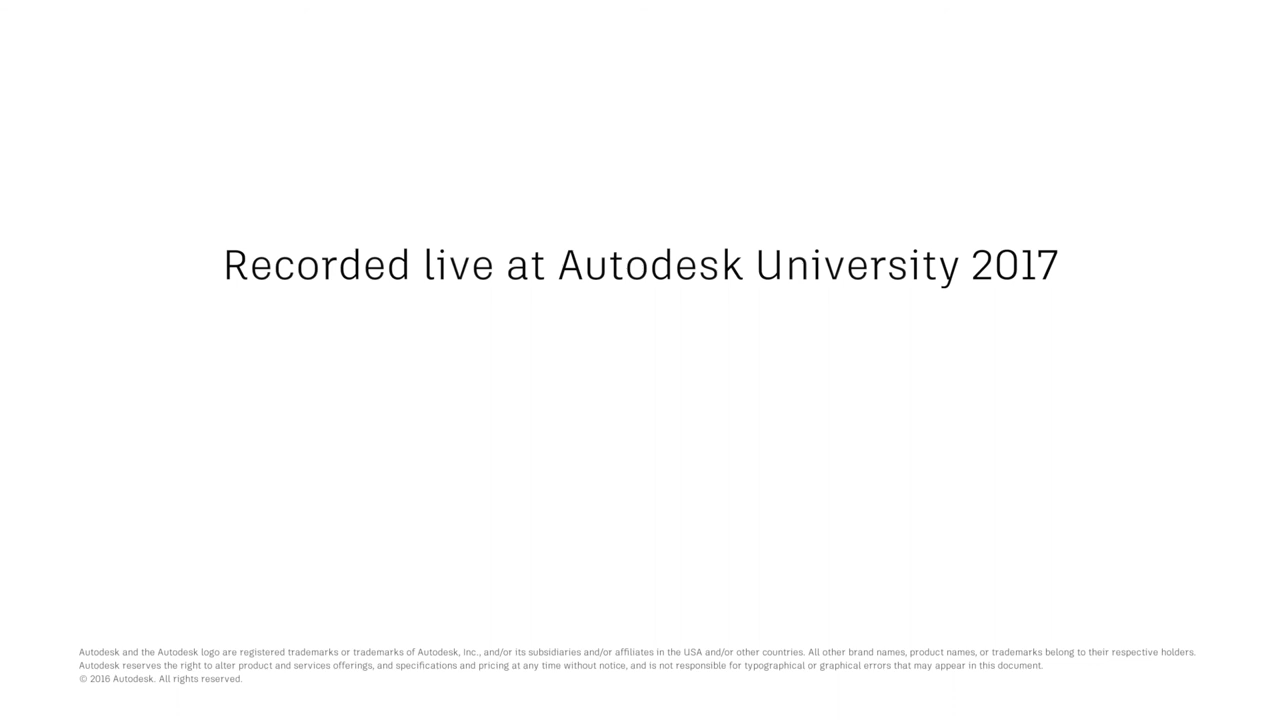 Recorded live at Autodesk University 2017
Autodesk and the Autodesk logo are registered trademarks or trademarks of Autodesk, Inc., and/or its subsidiaries and/or affiliates in the USA and/or other countries. All other brand names, product names, or trademarks belong to their respective holders.
Autodesk reserves the right to alter product and services offerings, and specifications and pricing at any time without notice, and is not responsible for typographical or graphical errors that may appear in this document.
© 2016 Autodesk. All rights reserved.